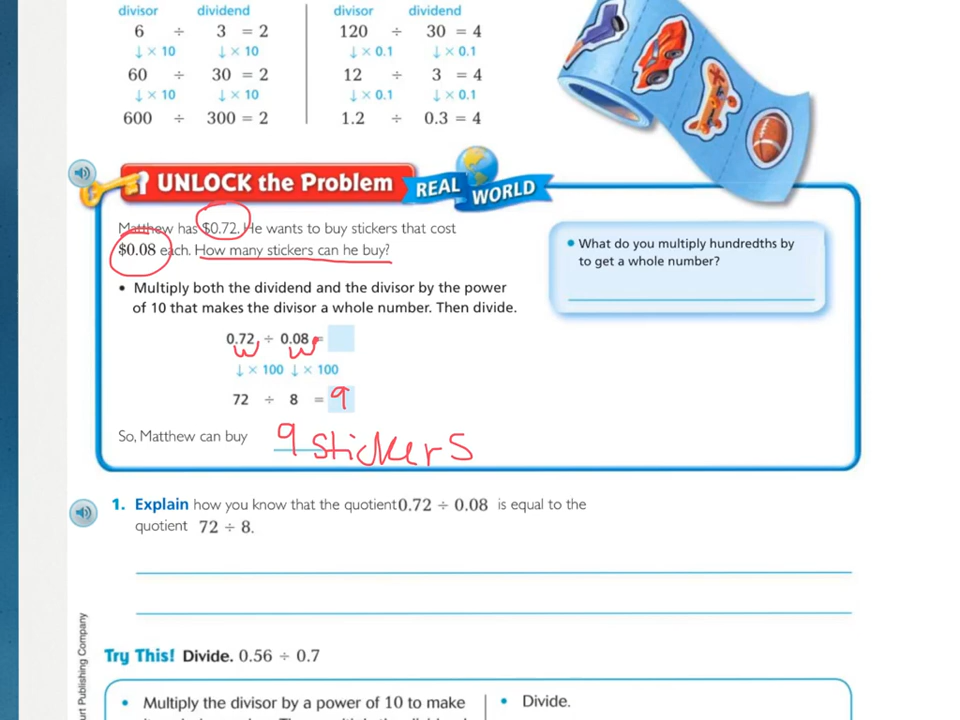 divisor dividend divisor dividend
6 ÷ 3 = 2 120 ÷ 30 = 4
↓ × 10 ↓ × 10 ↓ × 0.1 ↓ × 0.1
60 ÷ 30 = 2 12 ÷ 3 = 4
↓ × 10 ↓ × 10 ↓ × 0.1 ↓ × 0.1
600 ÷ 300 = 2 1.2 ÷ 0.3 = 4
UNLOCK the Problem REAL WORLD
Matthew has $0.72. He wants to buy stickers that cost
$0.08 each. How many stickers can he buy?
• Multiply both the dividend and the divisor by the power
of 10 that makes the divisor a whole number. Then divide.
0.72 ÷ 0.08 =
↓ × 100 ↓ × 100
72 ÷ 8 = 9
So, Matthew can buy 9 stickers
• What do you multiply hundredths by
to get a whole number?
1. Explain how you know that the quotient 0.72 ÷ 0.08 is equal to the
quotient 72 ÷ 8.
Try This! Divide. 0.56 ÷ 0.7
• Multiply the divisor by a power of 10 to make
• Divide.
urt Publishing Company